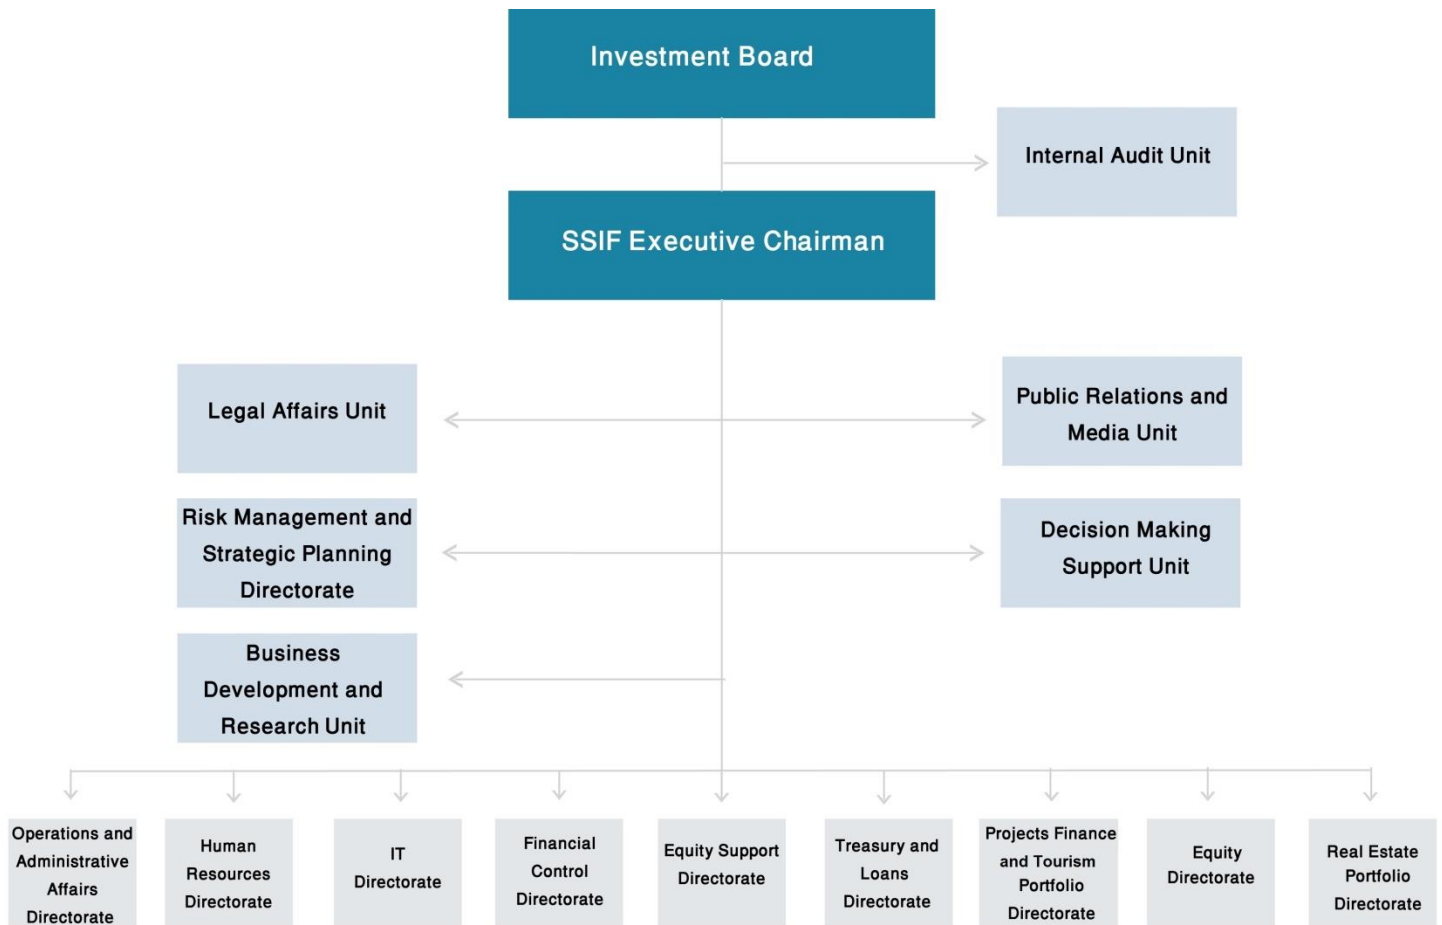 Investment Board
Internal Audit Unit
SSIF Executive Chairman
Legal Affairs Unit
Public Relations and
Media Unit
Risk Management and
Strategic Planning
Directorate
Decision Making
Support Unit
Business
Development and
Research Unit
Operations and
Administrative
Affairs
Directorate
Human
Resources
Directorate
IT
Directorate
Financial
Control
Directorate
Equity Support
Directorate
Treasury and
Loans
Directorate
Projects Finance
and Tourism
Portfolio
Directorate
Equity
Directorate
Real Estate
Portfolio
Directorate